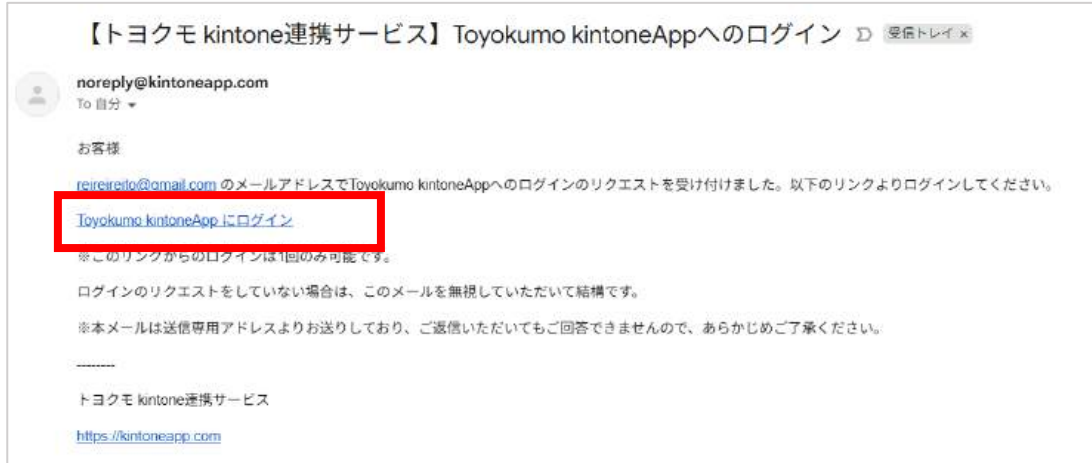 【トヨクモ kintone連携サービス】Toyokumo kintoneAppへのログイン 受信トレイ ×
noreply@kintoneapp.com
To 自分
お客様
reireireito@gmail.com のメールアドレスでToyokumo kintoneAppへのログインのリクエストを受け付けました。以下のリンクよりログインしてください。
Toyokumo kintoneApp にログイン
※このリンクからのログインは1回のみ可能です。
ログインのリクエストをしていない場合は、このメールを無視していただいて結構です。
※本メールは送信専用アドレスよりお送りしており、ご返信いただいてもご回答できませんので、あらかじめご了承ください。
--------
トヨクモ kintone連携サービス
https://kintoneapp.com